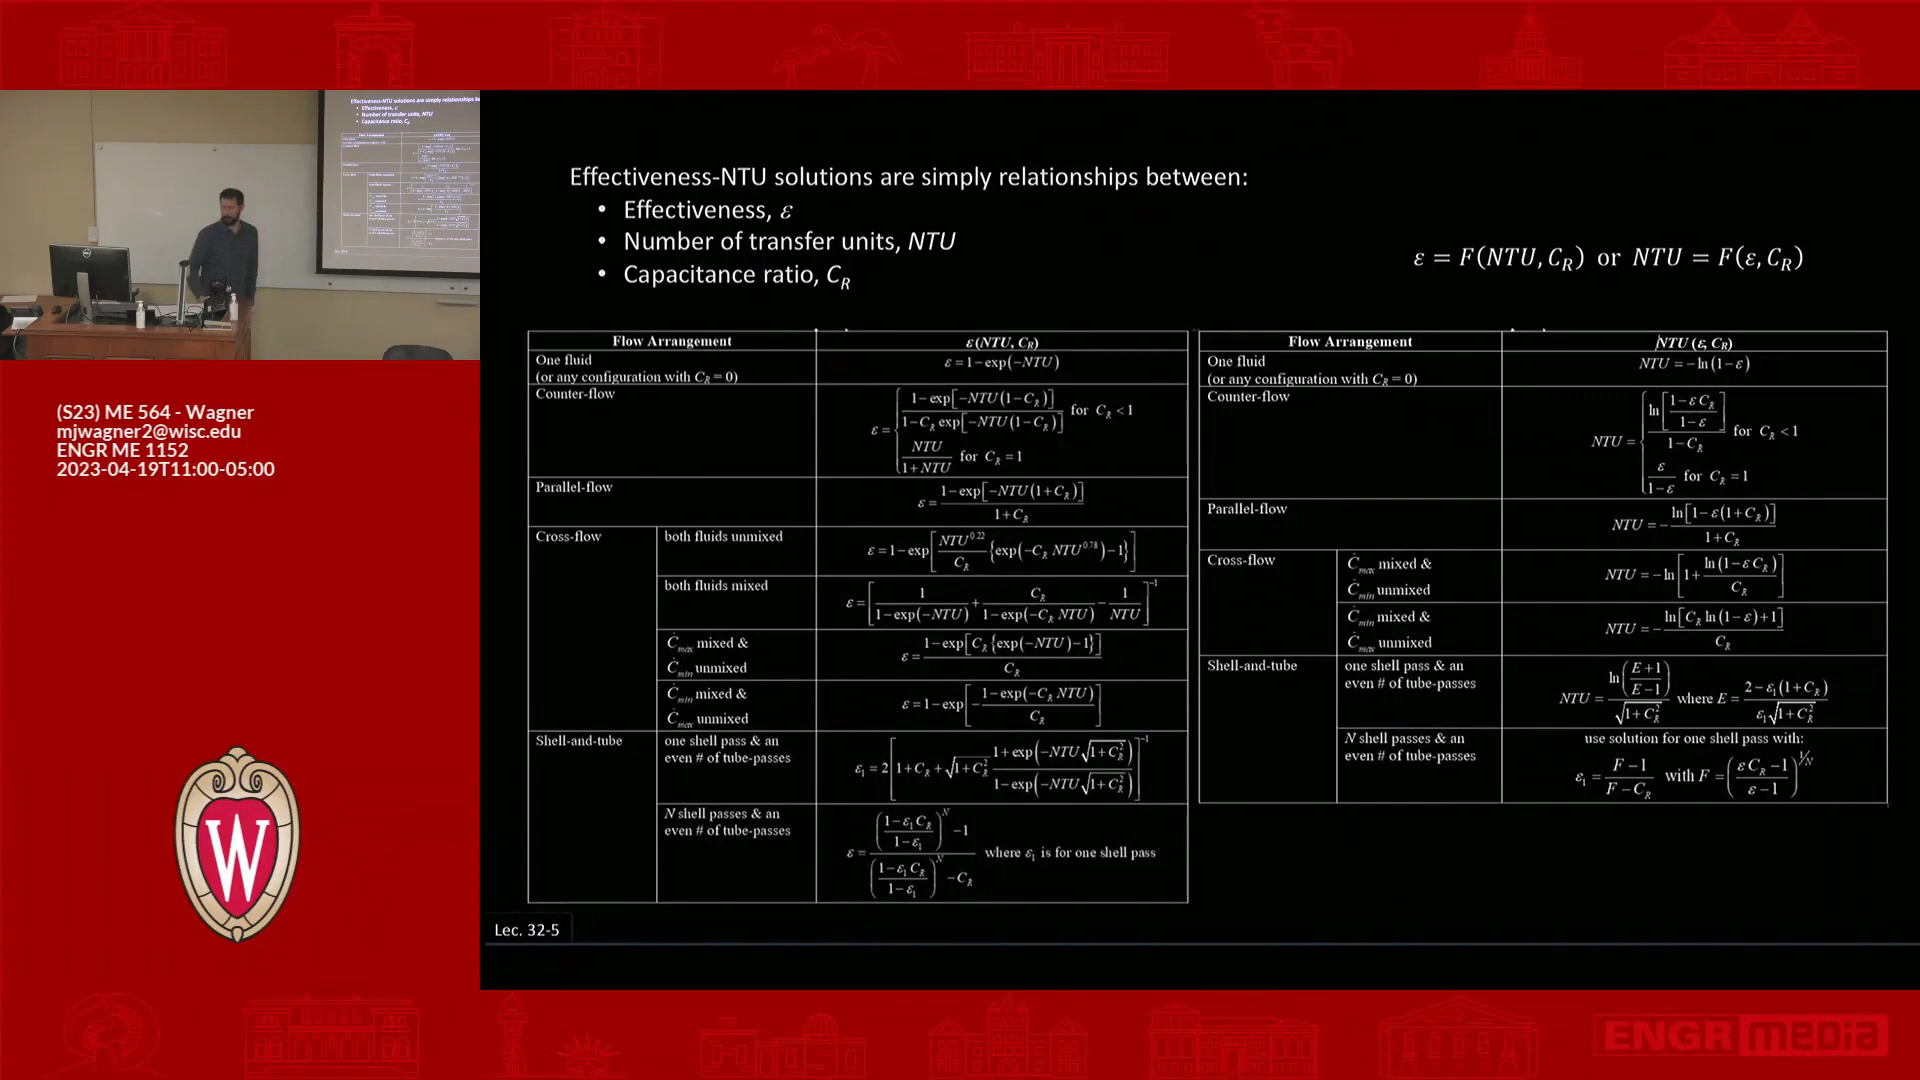 Effectiveness-NTU solutions are simply relationships between:
• Effectiveness, ε
• Number of transfer units, NTU
• Capacitance ratio, C_R
ε = F(NTU, C_R) or NTU = F(ε, C_R)
Flow Arrangement | ε(NTU, C_R)
One fluid
(or any configuration with C_R = 0) | ε = 1 − exp(−NTU)
Counter-flow | ε = { (1 − exp[−NTU(1 − C_R)]) / (1 − C_R exp[−NTU(1 − C_R)]) for C_R < 1
NTU / (1 + NTU) for C_R = 1
Parallel-flow | ε = (1 − exp[−NTU(1 + C_R)]) / (1 + C_R)
Cross-flow | both fluids unmixed | ε = 1 − exp[(NTU^0.22 / C_R) {exp(−C_R NTU^0.78) − 1}]
both fluids mixed | ε = [1 / (1 − exp(−NTU)) + C_R / (1 − exp(−C_R NTU)) − 1 / NTU]^−1
Ċ_max mixed &
Ċ_min unmixed | ε = (1 − exp[C_R {exp(−NTU) − 1}]) / C_R
Ċ_min mixed &
Ċ_max unmixed | ε = 1 − exp[−(1 − exp(−C_R NTU)) / C_R]
Shell-and-tube | one shell pass & an
even # of tube-passes | ε_1 = 2[1 + C_R + √(1 + C_R^2) (1 + exp(−NTU√(1 + C_R^2))) / (1 − exp(−NTU√(1 + C_R^2)))]^−1
N shell passes & an
even # of tube-passes | ε = (((1 − ε_1 C_R) / (1 − ε_1))^N − 1) / (((1 − ε_1 C_R) / (1 − ε_1))^N − C_R) where ε_1 is for one shell pass
Flow Arrangement | NTU (ε, C_R)
One fluid
(or any configuration with C_R = 0) | NTU = −ln(1 − ε)
Counter-flow | NTU = { ln[(1 − ε C_R) / (1 − ε)] / (1 − C_R) for C_R < 1
ε / (1 − ε) for C_R = 1
Parallel-flow | NTU = −ln[1 − ε(1 + C_R)] / (1 + C_R)
Cross-flow | Ċ_max mixed &
Ċ_min unmixed | NTU = −ln[1 + ln(1 − ε C_R) / C_R]
Ċ_min mixed &
Ċ_max unmixed | NTU = −ln[C_R ln(1 − ε) + 1] / C_R
Shell-and-tube | one shell pass & an
even # of tube-passes | NTU = ln((E + 1) / (E − 1)) / √(1 + C_R^2) where E = (2 − ε_1(1 + C_R)) / (ε_1√(1 + C_R^2))
N shell passes & an
even # of tube-passes | use solution for one shell pass with:
ε_1 = (F − 1) / (F − C_R) with F = ((ε C_R − 1) / (ε − 1))^1/N
Lec. 32-5
(S23) ME 564 - Wagner
mjwagner2@wisc.edu
ENGR ME 1152
2023-04-19T11:00-05:00
W
ENGR media